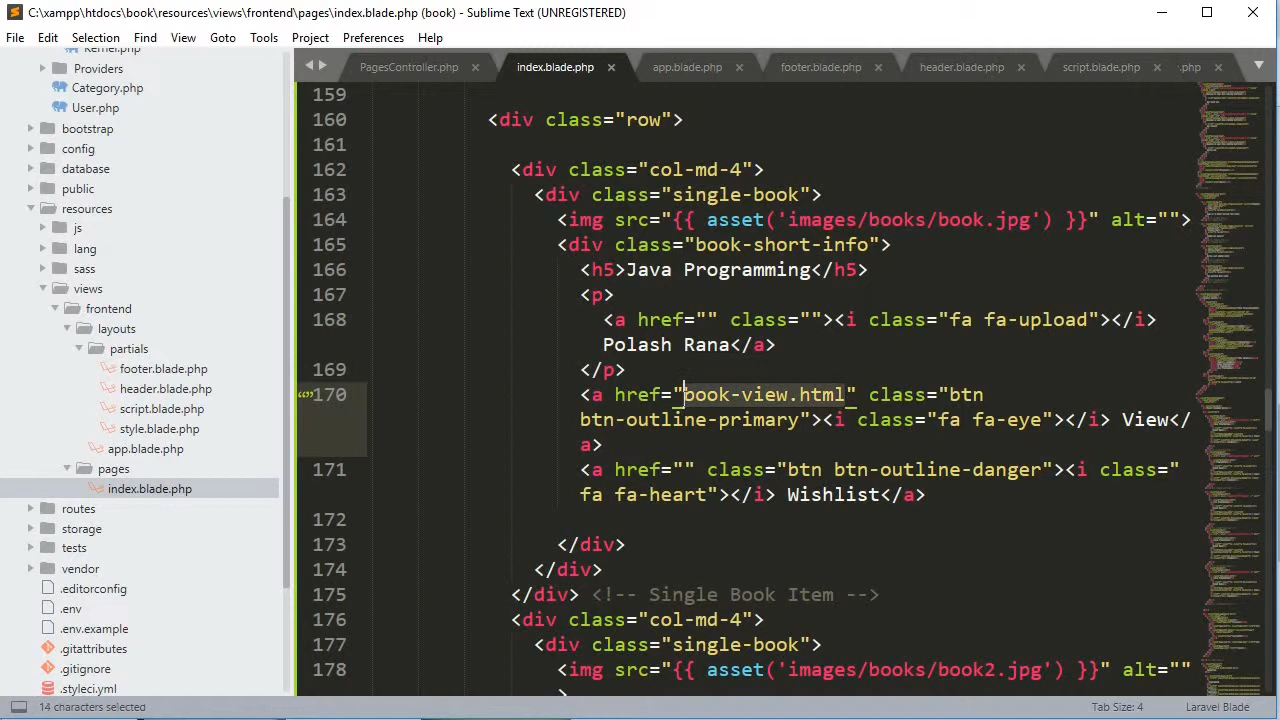 C:\xampp\htdocs\book\resources\views\frontend\pages\index.blade.php (book) - Sublime Text (UNREGISTERED)
File Edit Selection Find View Goto Tools Project Preferences Help
Kernel.php
Providers
Category.php
User.php
bootstrap
config
database
public
resources
js
lang
sass
views
frontend
layouts
partials
footer.blade.php
header.blade.php
script.blade.php
style.blade.php
app.blade.php
pages
index.blade.php
routes
storage
tests
vendor
.editorconfig
.env
.env.example
.gitattributes
.gitignore
.styleci.yml
PagesController.php index.blade.php app.blade.php footer.blade.php header.blade.php script.blade.php .php
159
160 <div class="row">
161
162 <div class="col-md-4">
163 <div class="single-book">
164 <img src="{{ asset('images/books/book.jpg') }}" alt="">
165 <div class="book-short-info">
166 <h5>Java Programming</h5>
167 <p>
168 <a href="" class=""><i class="fa fa-upload"></i>
Polash Rana</a>
169 </p>
170 <a href="book-view.html" class="btn
btn-outline-primary"><i class="fa fa-eye"></i> View</
a>
171 <a href="" class="btn btn-outline-danger"><i class="
fa fa-heart"></i> Wishlist</a>
172
173 </div>
174 </div>
175 </div> <!-- Single Book Item -->
176 <div class="col-md-4">
177 <div class="single-book ">
178 <img src="{{ asset('images/books/book2.jpg') }}" alt=""
>
14 characters selected
Tab Size: 4 Laravel Blade